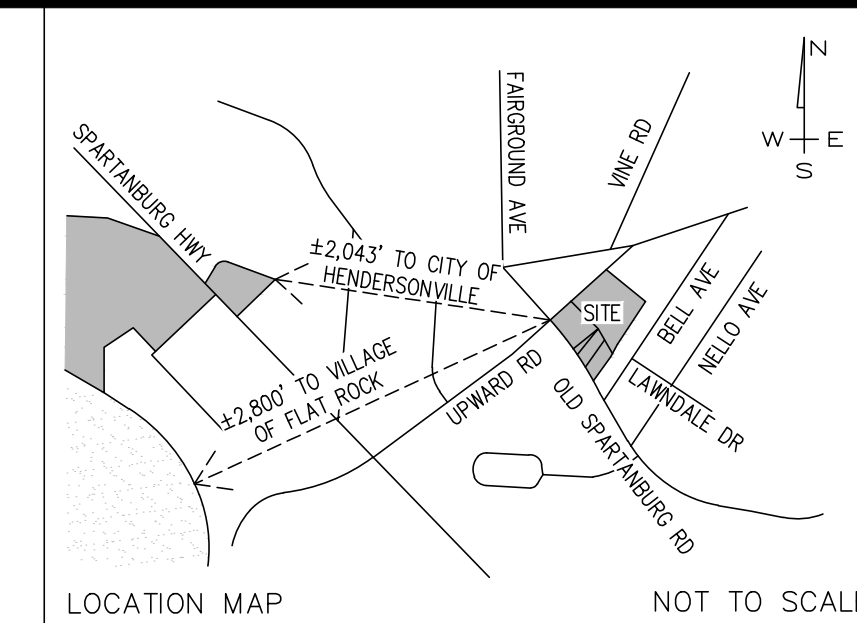 N
W E
S
FAIRGROUND AVE
VINE RD
SPARTANBURG HWY
±2,043' TO CITY OF
HENDERSONVILLE
SITE
BELL AVE
NELLO AVE
±2,800' TO VILLAGE
OF FLAT ROCK
UPWARD RD
LAWNDALE DR
OLD SPARTANBURG RD
LOCATION MAP
NOT TO SCALE